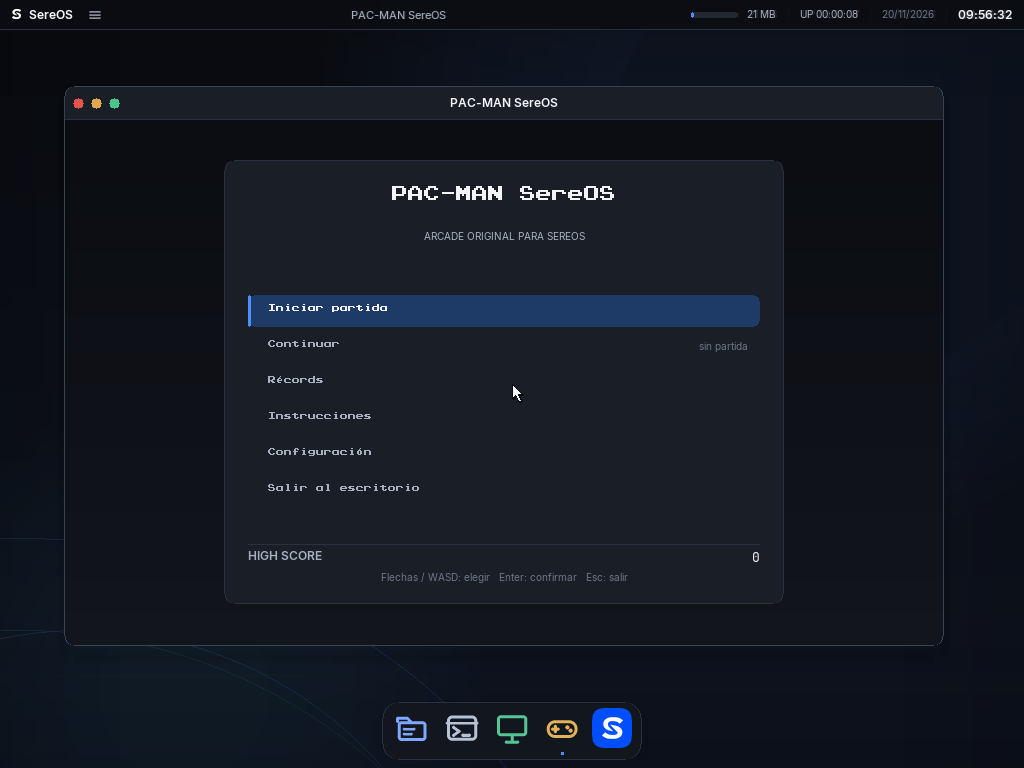 SereOS PAC-MAN SereOS 21 MB UP 00:00:08 20/11/2026 09:56:32
PAC-MAN SereOS
PAC-MAN SereOS
ARCADE ORIGINAL PARA SEREOS
Iniciar partida
Continuar sin partida
Récords
Instrucciones
Configuración
Salir al escritorio
HIGH SCORE 0
Flechas / WASD: elegir Enter: confirmar Esc: salir